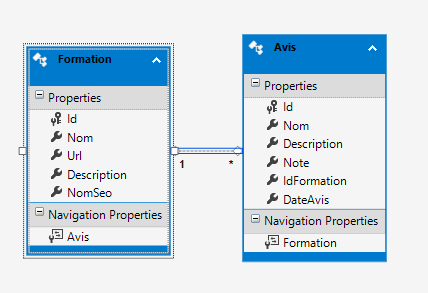 Formation
Properties
Id
Nom
Url
Description
NomSeo
Navigation Properties
Avis
1
*
Avis
Properties
Id
Nom
Description
Note
IdFormation
DateAvis
Navigation Properties
Formation